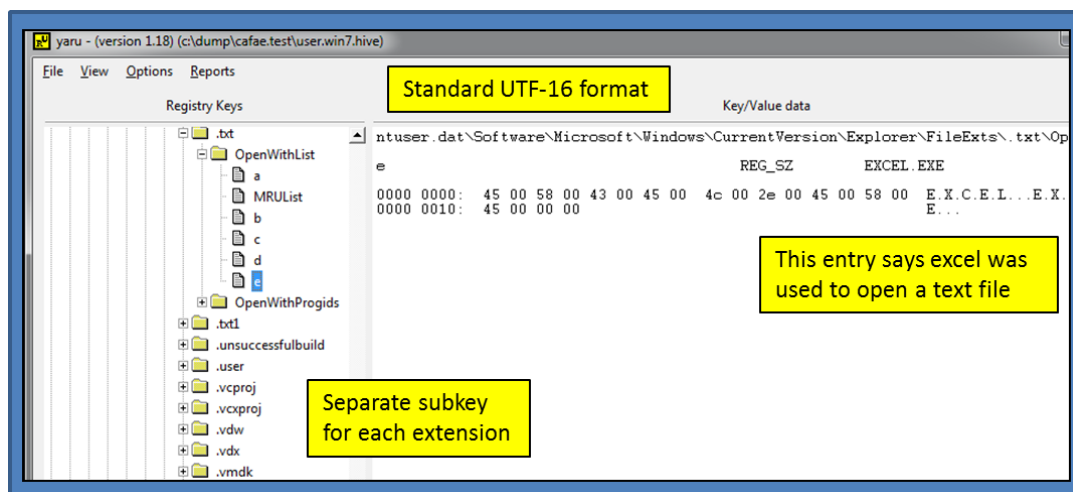 yaru - (version 1.18) (c:\dump\cafae.test\user.win7.hive)
File View Options Reports
Standard UTF-16 format
Registry Keys
Key/Value data
.txt
OpenWithList
a
MRUList
b
c
d
e
OpenWithProgids
.txt1
.unsuccessfulbuild
.user
.vcproj
.vcxproj
.vdw
.vdx
.vmdk
ntuser.dat\Software\Microsoft\Windows\CurrentVersion\Explorer\FileExts\.txt\Op
e REG_SZ EXCEL.EXE
0000 0000: 45 00 58 00 43 00 45 00 4c 00 2e 00 45 00 58 00 E.X.C.E.L...E.X.
0000 0010: 45 00 00 00 E...
This entry says excel was
used to open a text file
Separate subkey
for each extension